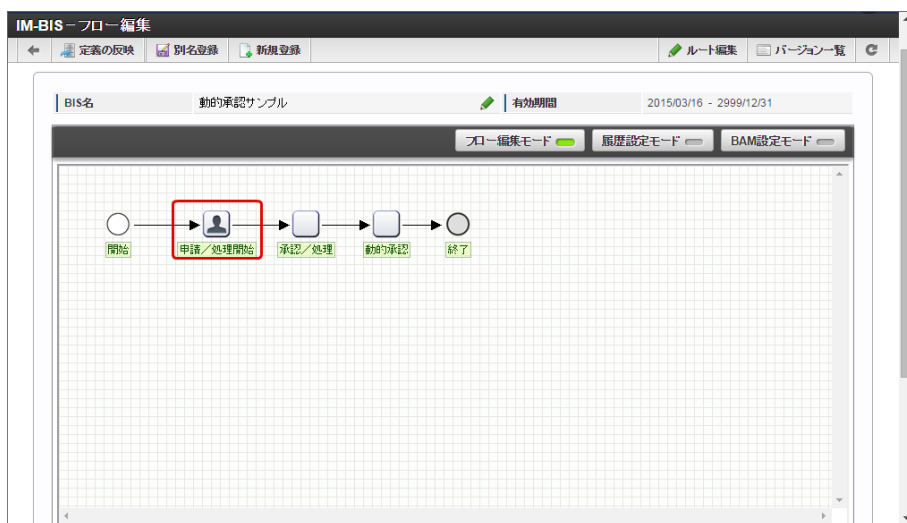 IM-BIS－フロー編集
定義の反映 別名登録 新規登録 ルート編集 バージョン一覧
BIS名 動的承認サンプル 有効期間 2015/03/16 - 2999/12/31
フロー編集モード 履歴設定モード BAM設定モード
開始 申請／処理開始 承認／処理 動的承認 終了